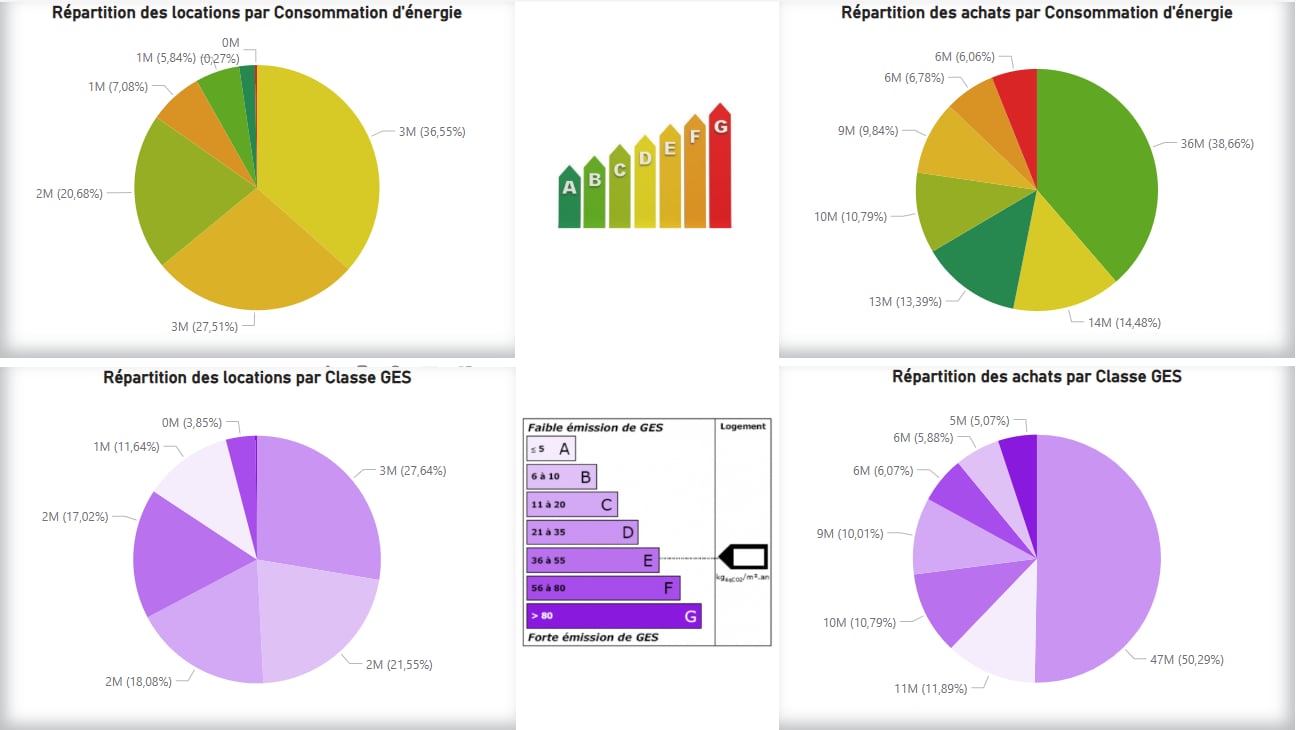 Répartition des locations par Consommation d'énergie
0M
1M (5,84%) (0,27%)
1M (7,08%)
3M (36,55%)
2M (20,68%)
3M (27,51%)
A B C D E F G
Répartition des achats par Consommation d'énergie
6M (6,06%)
6M (6,78%)
9M (9,84%)
36M (38,66%)
10M (10,79%)
13M (13,39%)
14M (14,48%)
Répartition des locations par Classe GES
0M (3,85%)
1M (11,64%)
3M (27,64%)
2M (17,02%)
2M (21,55%)
2M (18,08%)
Faible émission de GES Logement
≤ 5 A
6 à 10 B
11 à 20 C
21 à 35 D
36 à 55 E
kgeqCO2/m².an
56 à 80 F
> 80 G
Forte émission de GES
Répartition des achats par Classe GES
5M (5,07%)
6M (5,88%)
6M (6,07%)
9M (10,01%)
10M (10,79%)
47M (50,29%)
11M (11,89%)